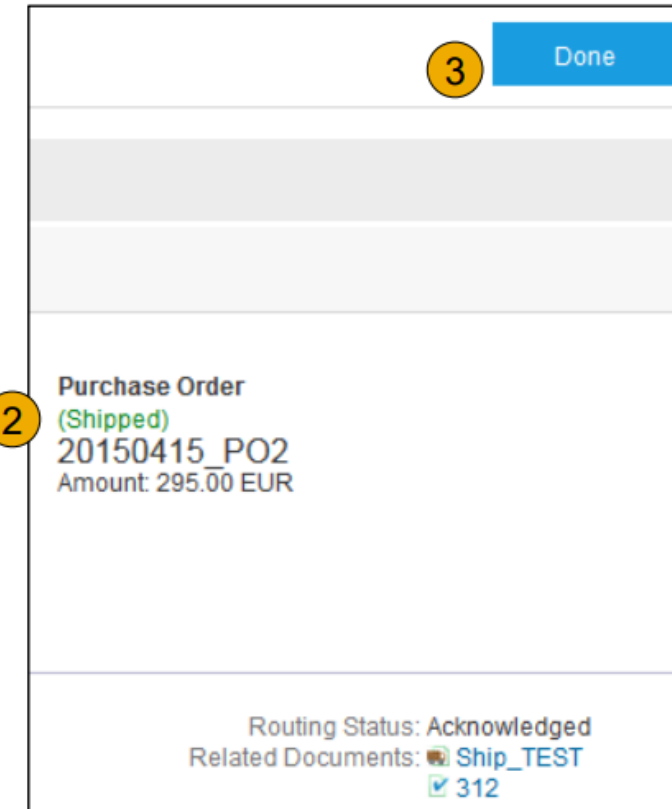 3 Done
Purchase Order
2 (Shipped)
20150415_PO2
Amount: 295.00 EUR
Routing Status: Acknowledged
Related Documents: Ship_TEST
312